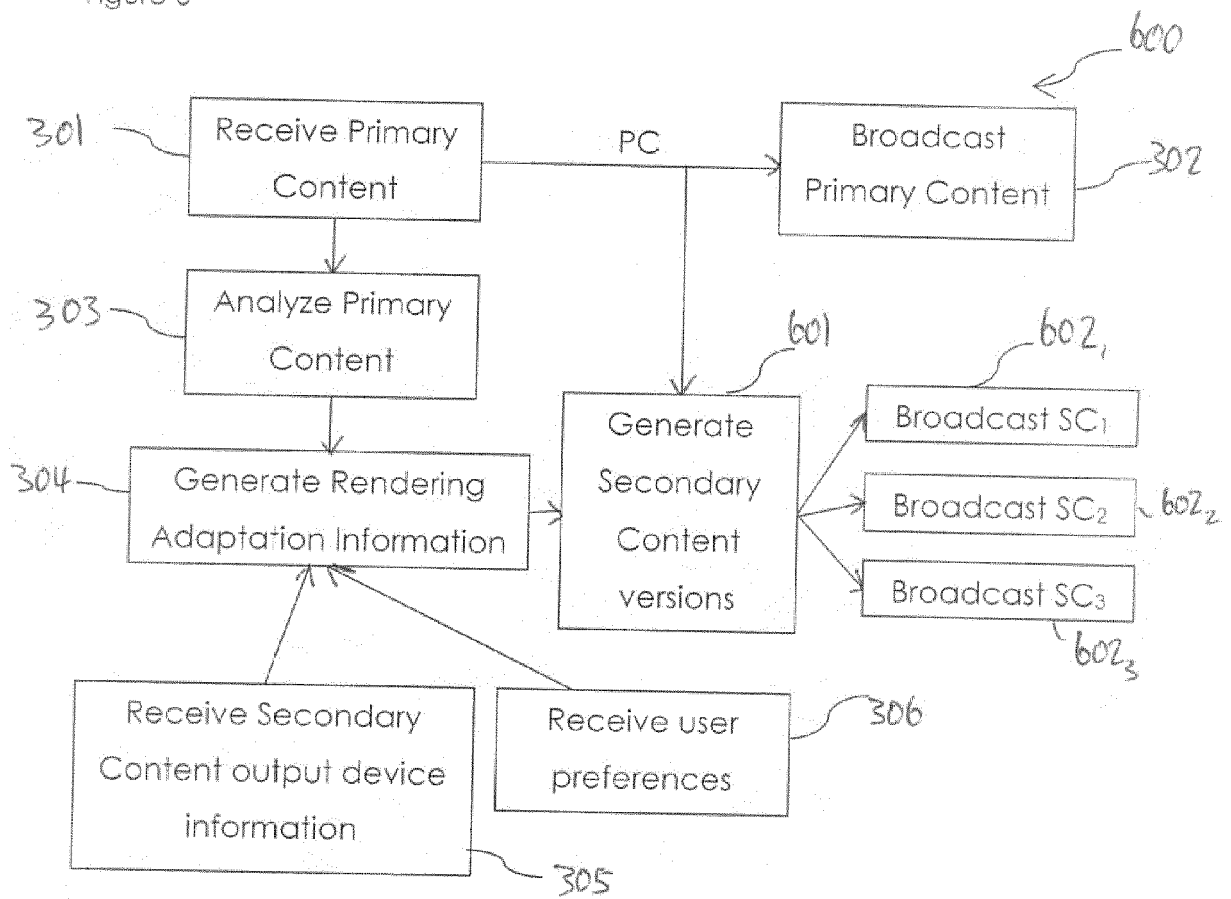 600
301
Receive Primary
Content
PC
Broadcast
Primary Content
302
303
Analyze Primary
Content
601
602₁
304
Generate Rendering
Adaptation Information
Generate
Secondary
Content
versions
Broadcast SC₁
Broadcast SC₂
602₂
Broadcast SC₃
602₃
Receive Secondary
Content output device
information
305
Receive user
preferences
306